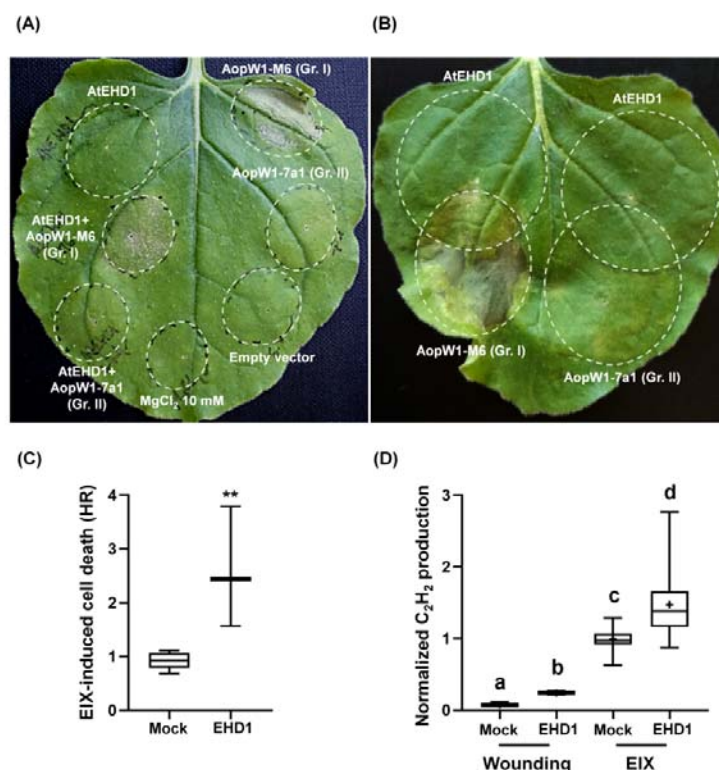 (A)
(B)
AopW1-M6 (Gr. I)
AtEHD1
AopW1-7a1 (Gr. II)
AtEHD1+
AopW1-M6
(Gr. I)
Empty vector
AtEHD1+
AopW1-7a1
(Gr. II)
MgCl₂ 10 mM
AtEHD1
AtEHD1
AopW1-M6 (Gr. I)
AopW1-7a1 (Gr. II)
(C)
(D)
EIX-induced cell death (HR)
4
3
2
1
0
**
Mock
EHD1
Normalized C₂H₂ production
3
2
1
0
a
b
c
d
Mock
EHD1
Mock
EHD1
Wounding
EIX